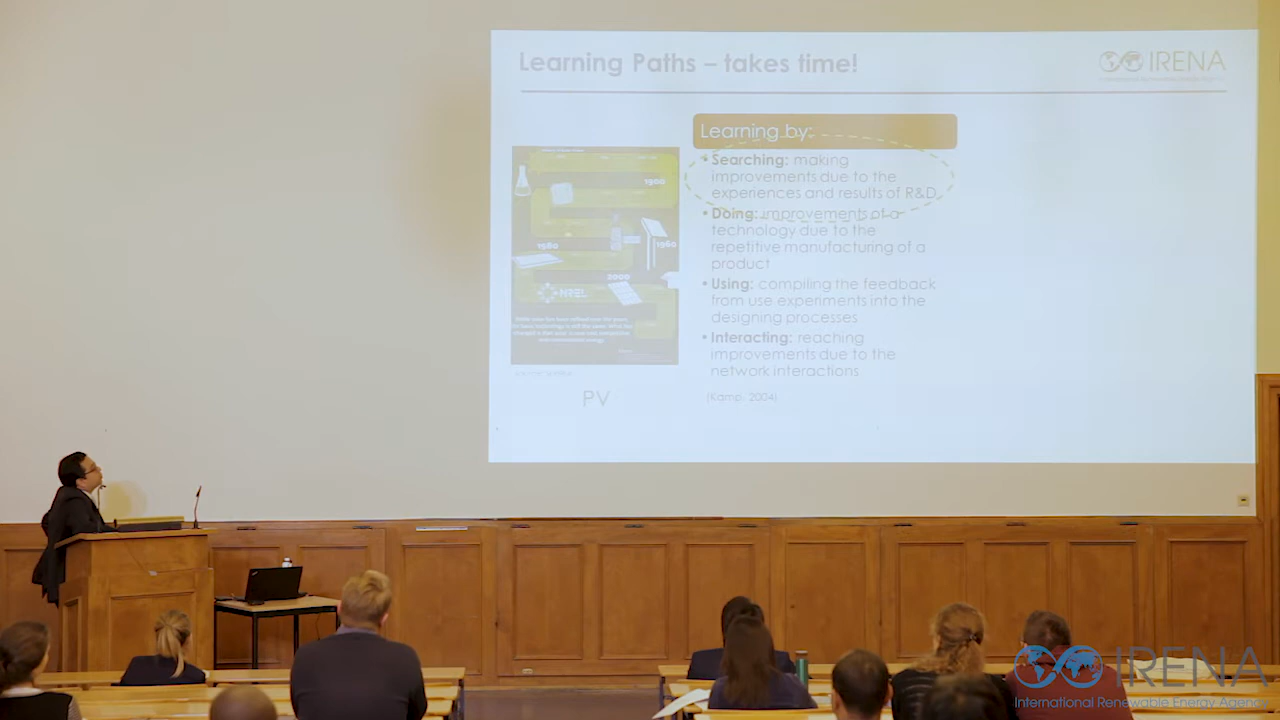 Learning Paths – takes time!
IRENA
Learning by:
• Searching: making
improvements due to the
experiences and results of R&D
• Doing: improvements of a
technology due to the
repetitive manufacturing of a
product
• Using: compiling the feedback
from use experiments into the
designing processes
• Interacting: reaching
improvements due to the
network interactions
(Kamp, 2004)
1900
1960
1980
2000
NREL
PV
IRENA
International Renewable Energy Agency